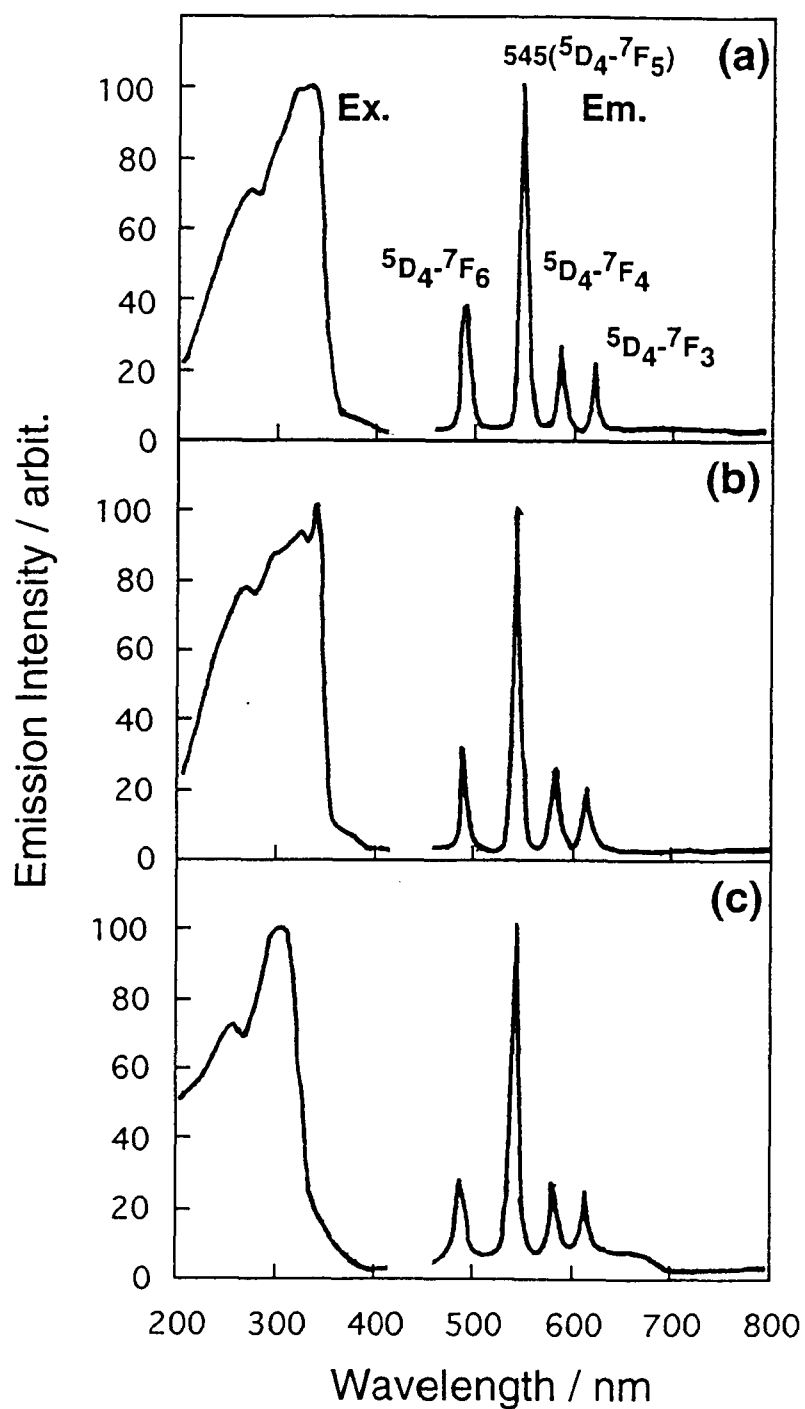 545(⁵D₄-⁷F₅) (a)
Ex. Em.
⁵D₄-⁷F₆ ⁵D₄-⁷F₄
⁵D₄-⁷F₃
100
80
60
40
20
0
(b)
100
80
60
40
20
0
(c)
100
80
60
40
20
0
200 300 400 500 600 700 800
Wavelength / nm
Emission Intensity / arbit.